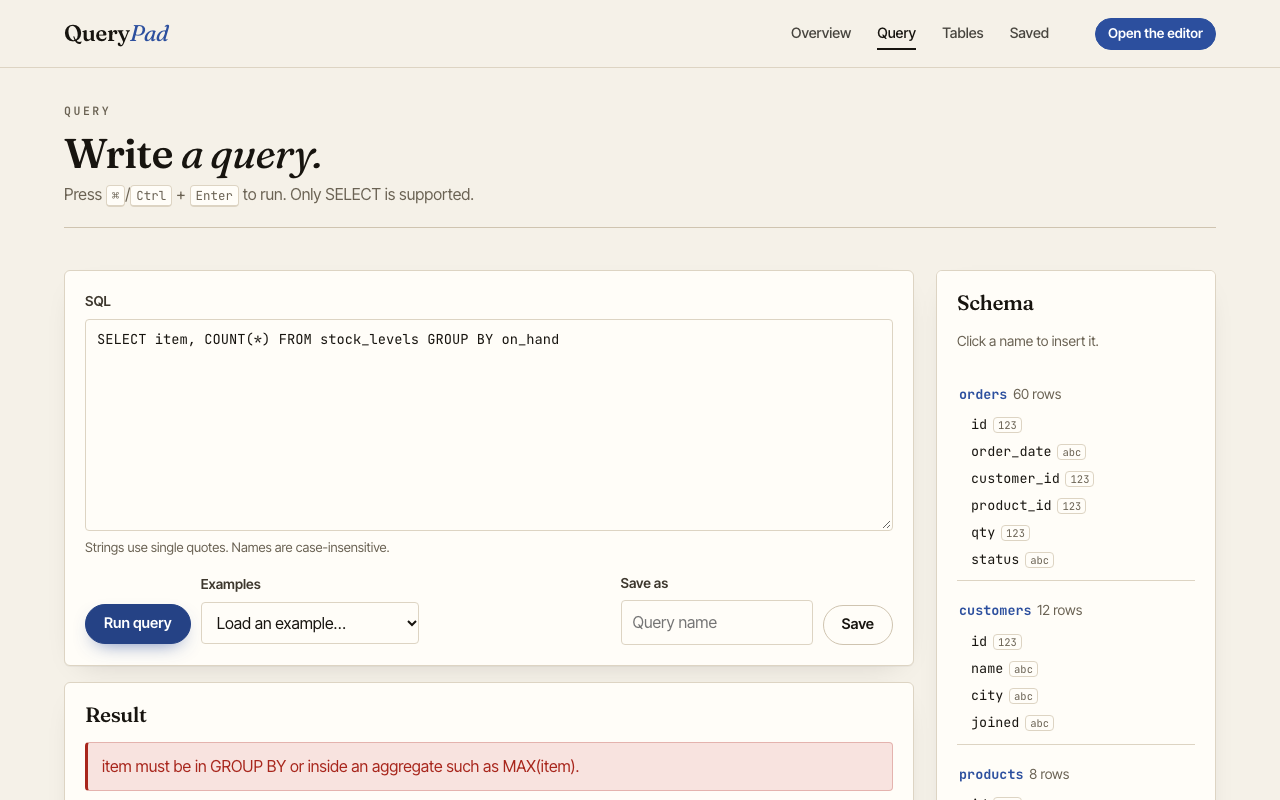 QueryPad
Overview
Query
Tables
Saved
Open the editor
QUERY
Write a query.
Press ⌘/Ctrl + Enter to run. Only SELECT is supported.
SQL
SELECT item, COUNT(*) FROM stock_levels GROUP BY on_hand
Strings use single quotes. Names are case-insensitive.
Examples
Save as
Run query
Load an example...
Query name
Save
Result
item must be in GROUP BY or inside an aggregate such as MAX(item).
Schema
Click a name to insert it.
orders 60 rows
id 123
order_date abc
customer_id 123
product_id 123
qty 123
status abc
customers 12 rows
id 123
name abc
city abc
joined abc
products 8 rows